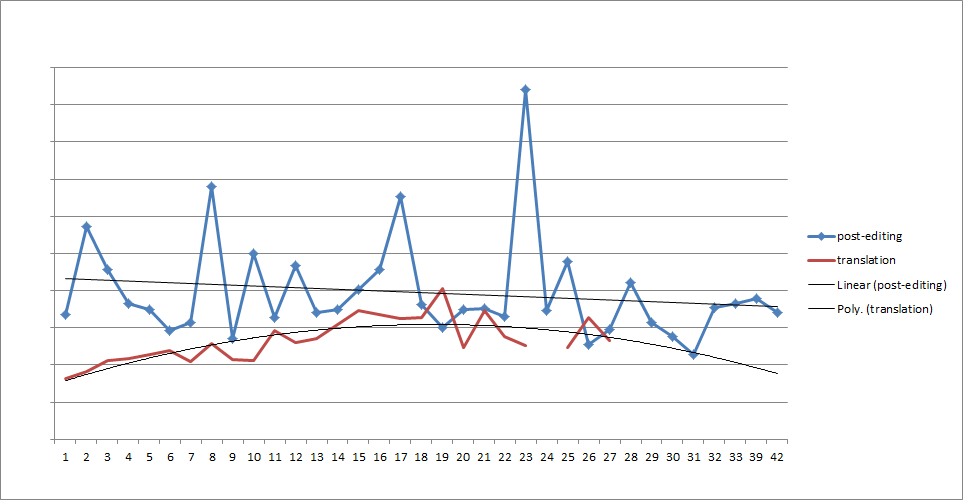 1 2 3 4 5 6 7 8 9 10 11 12 13 14 15 16 17 18 19 20 21 22 23 24 25 26 27 28 29 30 31 32 33 39 42
post-editing
translation
Linear (post-editing)
Poly. (translation)